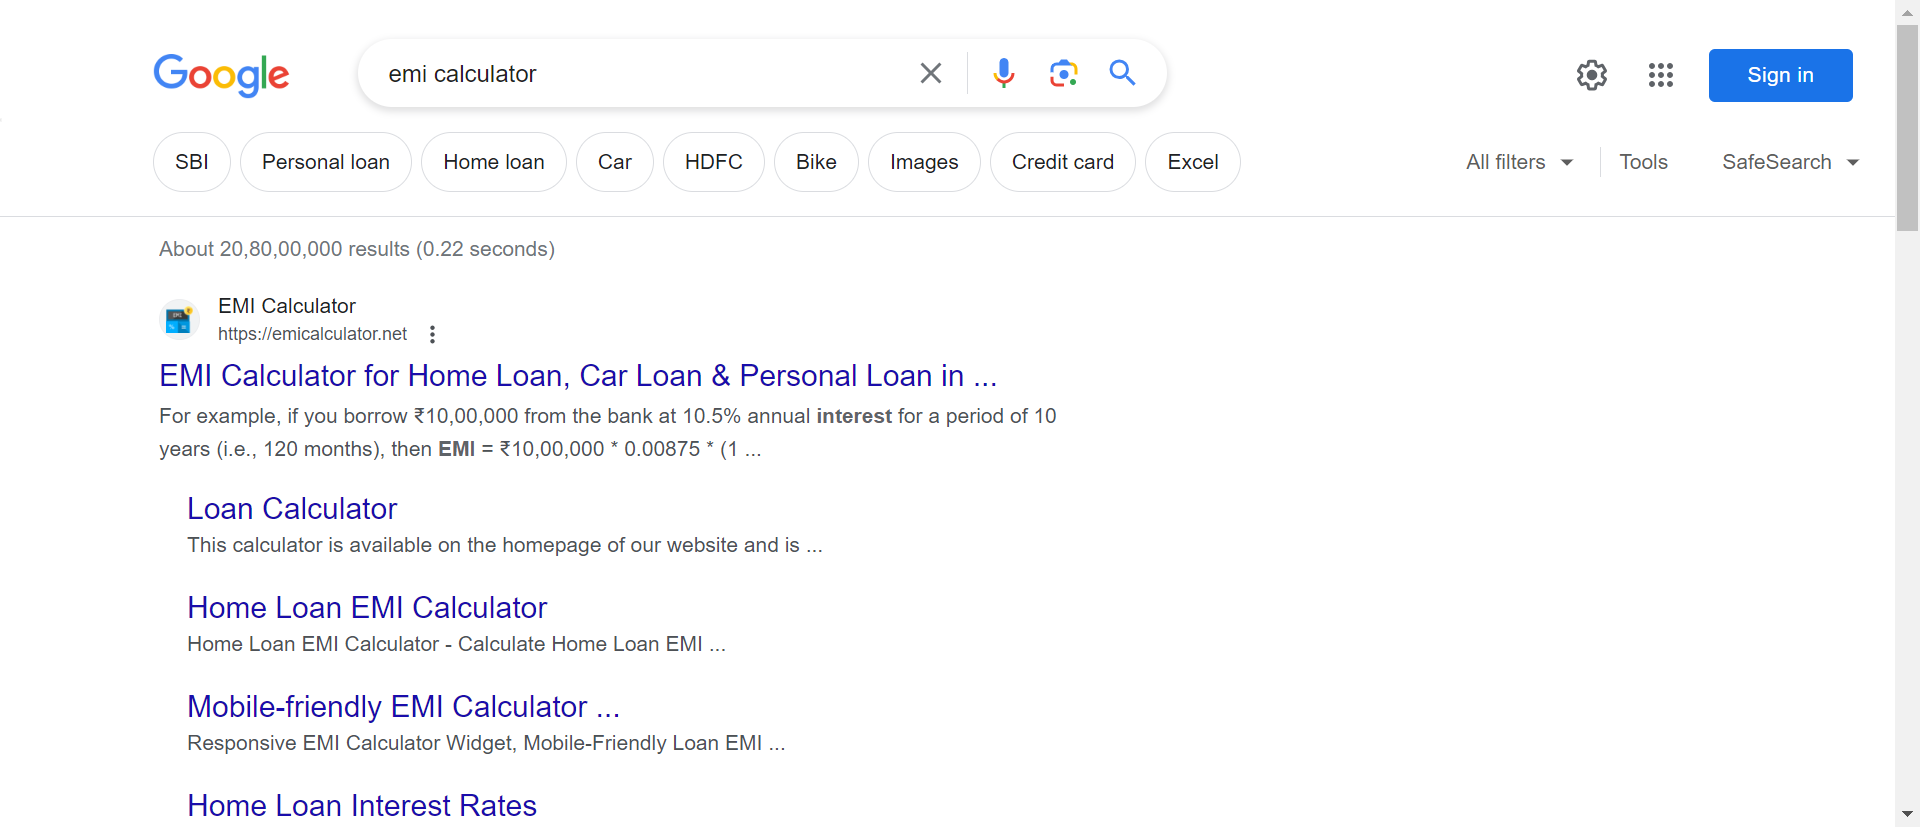 Google
emi calculator
Sign in
SBI
Personal loan
Home loan
Car
HDFC
Bike
Images
Credit card
Excel
All filters
Tools
SafeSearch
About 20,80,00,000 results (0.22 seconds)
EMI Calculator
https://emicalculator.net
EMI Calculator for Home Loan, Car Loan & Personal Loan in ...
For example, if you borrow ₹10,00,000 from the bank at 10.5% annual interest for a period of 10
years (i.e., 120 months), then EMI = ₹10,00,000 * 0.00875 * (1 ...
Loan Calculator
This calculator is available on the homepage of our website and is ...
Home Loan EMI Calculator
Home Loan EMI Calculator - Calculate Home Loan EMI ...
Mobile-friendly EMI Calculator ...
Responsive EMI Calculator Widget, Mobile-Friendly Loan EMI ...
Home Loan Interest Rates